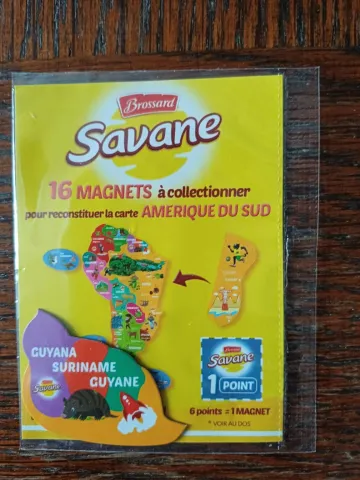 Brossard
Savane
16 MAGNETS à collectionner
pour reconstituer la carte AMERIQUE DU SUD
GUYANA
SURINAME
GUYANE
Savane
Brossard
Savane
1 POINT
6 points = 1 MAGNET
* VOIR AU DOS